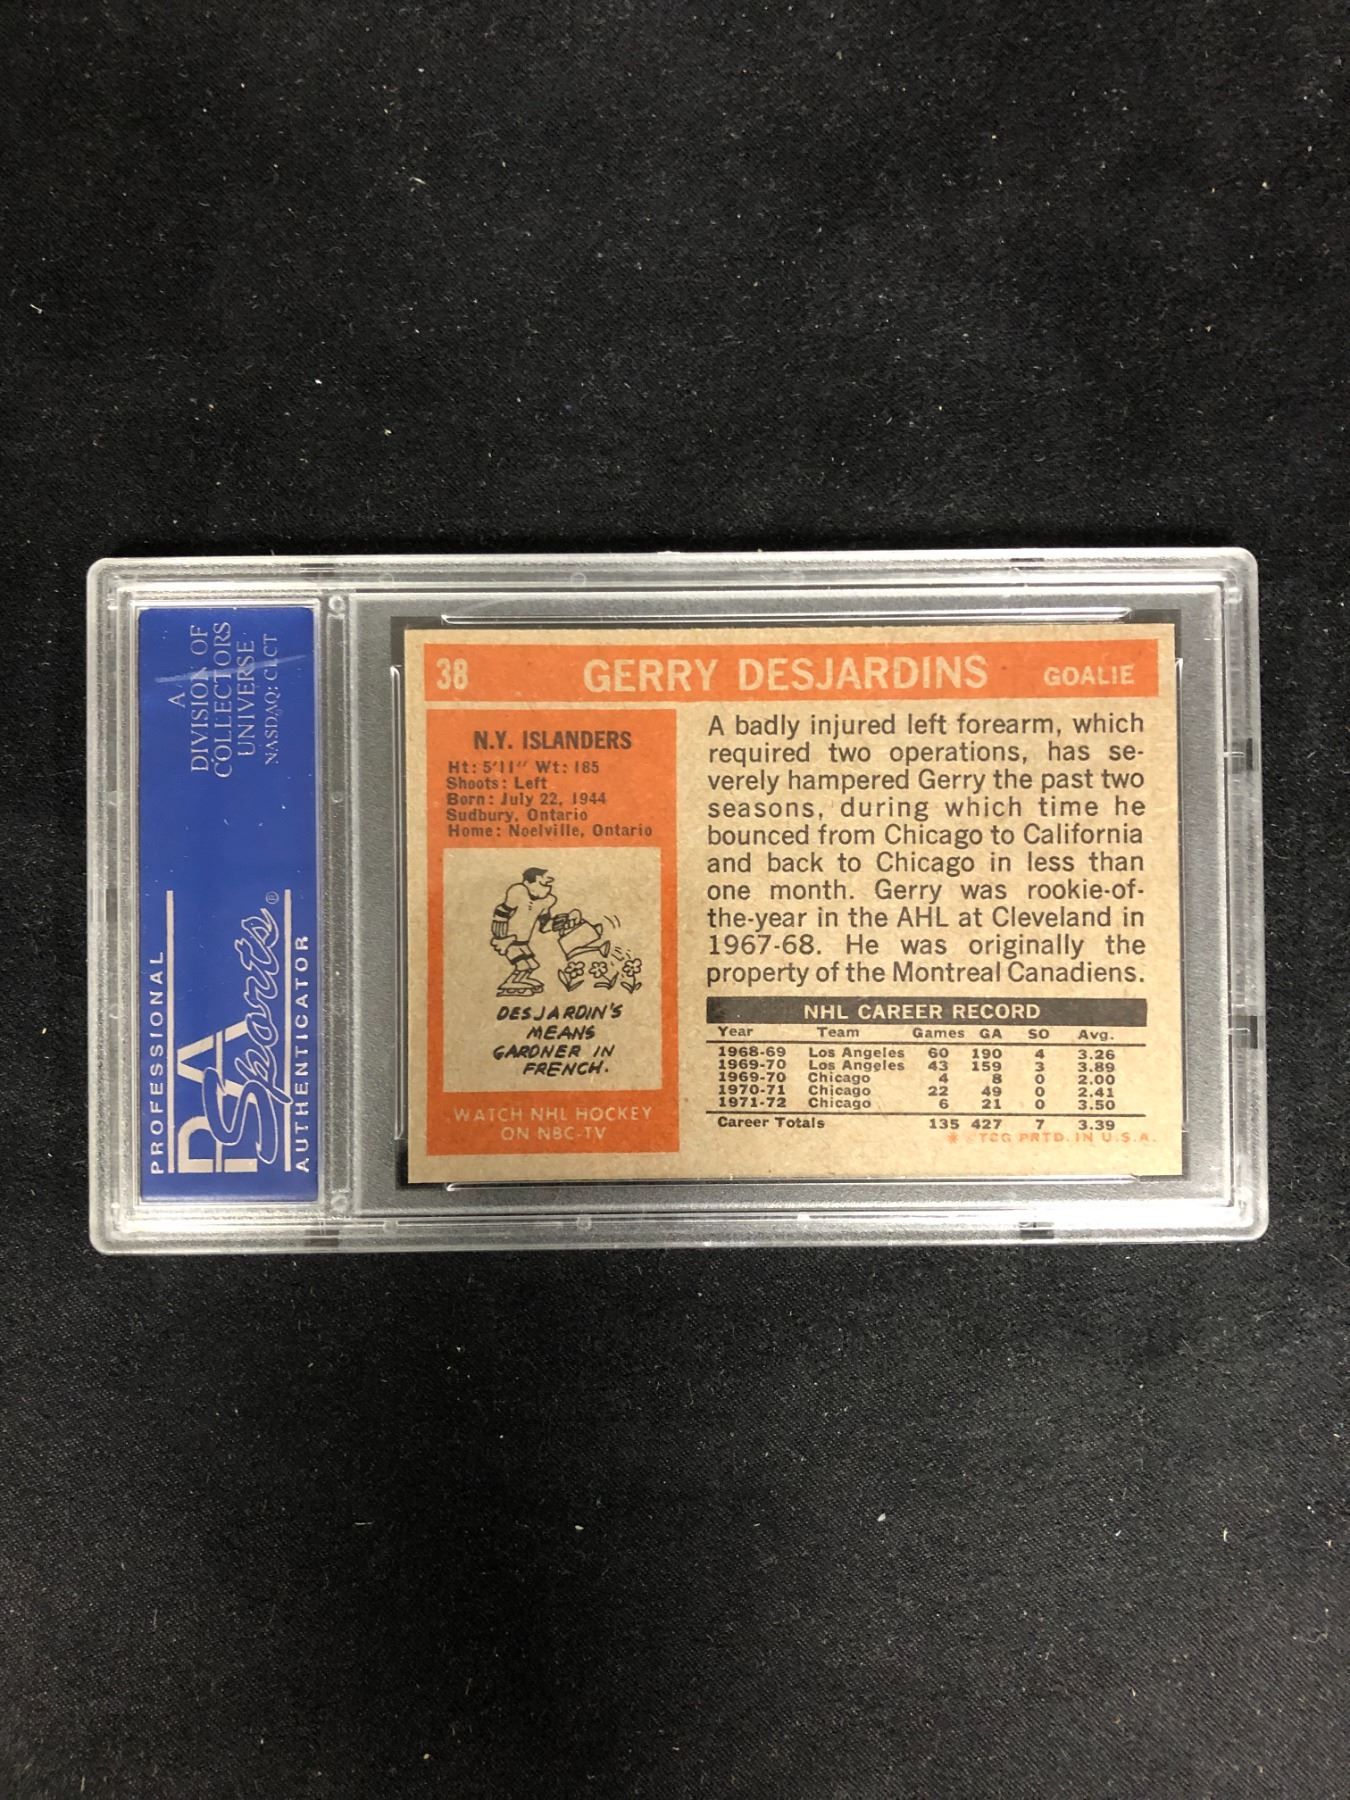 A
DIVISION OF
COLLECTORS
UNIVERSE
NASDAQ: CLCT
PROFESSIONAL
PSA
Sports®
AUTHENTICATOR
38 GERRY DESJARDINS GOALIE
N.Y. ISLANDERS
Ht: 5'11" Wt: 185
Shoots: Left
Born: July 22, 1944
Sudbury, Ontario
Home: Noelville, Ontario
DESJARDIN'S
MEANS
GARDNER IN
FRENCH.
WATCH NHL HOCKEY
ON NBC-TV
A badly injured left forearm, which
required two operations, has se-
verely hampered Gerry the past two
seasons, during which time he
bounced from Chicago to California
and back to Chicago in less than
one month. Gerry was rookie-of-
the-year in the AHL at Cleveland in
1967-68. He was originally the
property of the Montreal Canadiens.
NHL CAREER RECORD
Year Team Games GA SO Avg.
1968-69 Los Angeles 60 190 4 3.26
1969-70 Los Angeles 43 159 3 3.89
1969-70 Chicago 4 8 0 2.00
1970-71 Chicago 22 49 0 2.41
1971-72 Chicago 6 21 0 3.50
Career Totals 135 427 7 3.39
* © TCG PRTD. IN U.S.A.